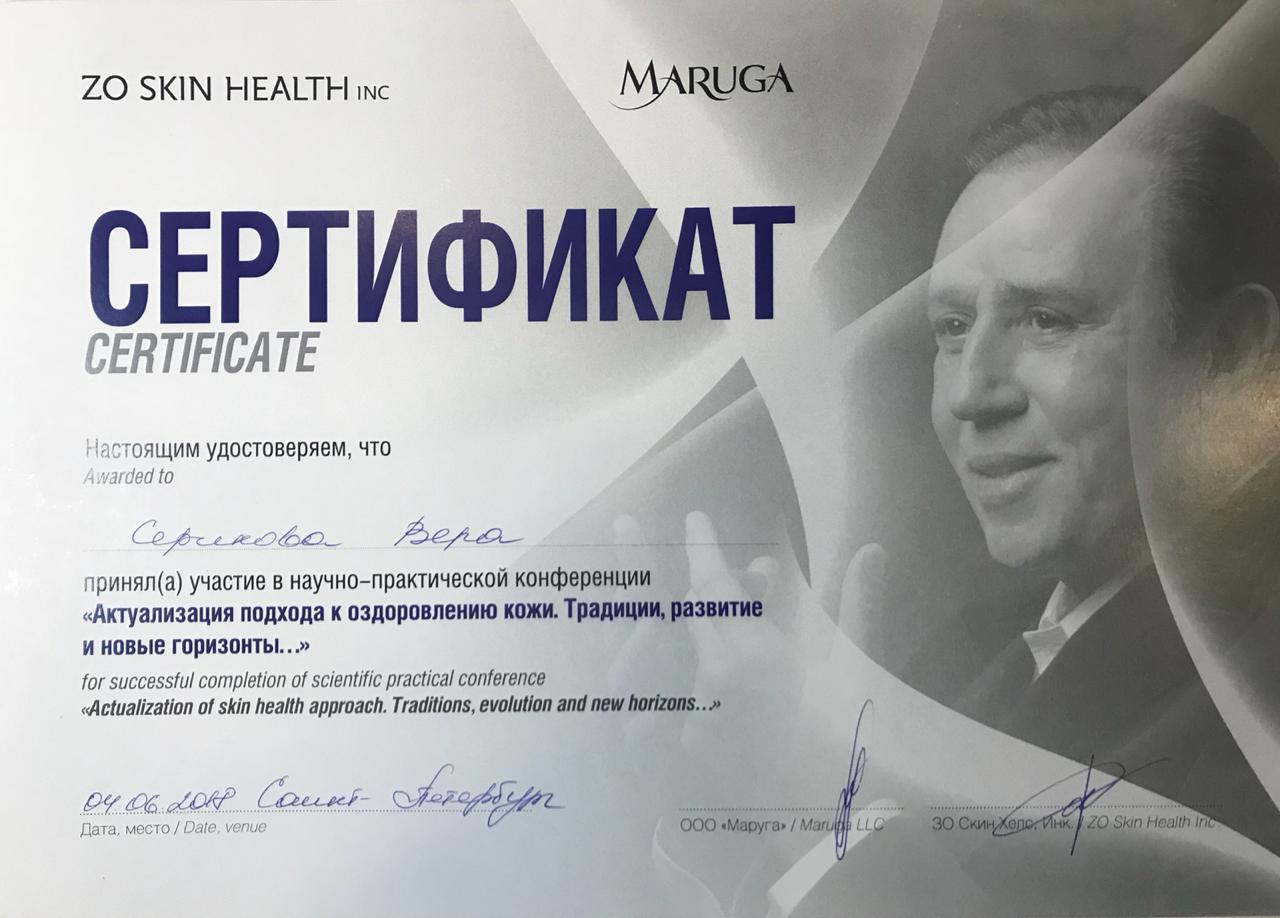 ZO SKIN HEALTH INC
MARUGA
СЕРТИФИКАТ
CERTIFICATE
Настоящим удостоверяем, что
Awarded to
Серикова Вера
принял(а) участие в научно–практической конференции
«Актуализация подхода к оздоровлению кожи. Традиции, развитие
и новые горизонты...»
for successful completion of scientific practical conference
«Actualization of skin health approach. Traditions, evolution and new horizons...»
04.06.2018 Санкт-Петербург
Дата, место / Date, venue
ООО «Маруга» / Maruga LLC
ЗО Скин Хелс, Инк. / ZO Skin Health Inc.